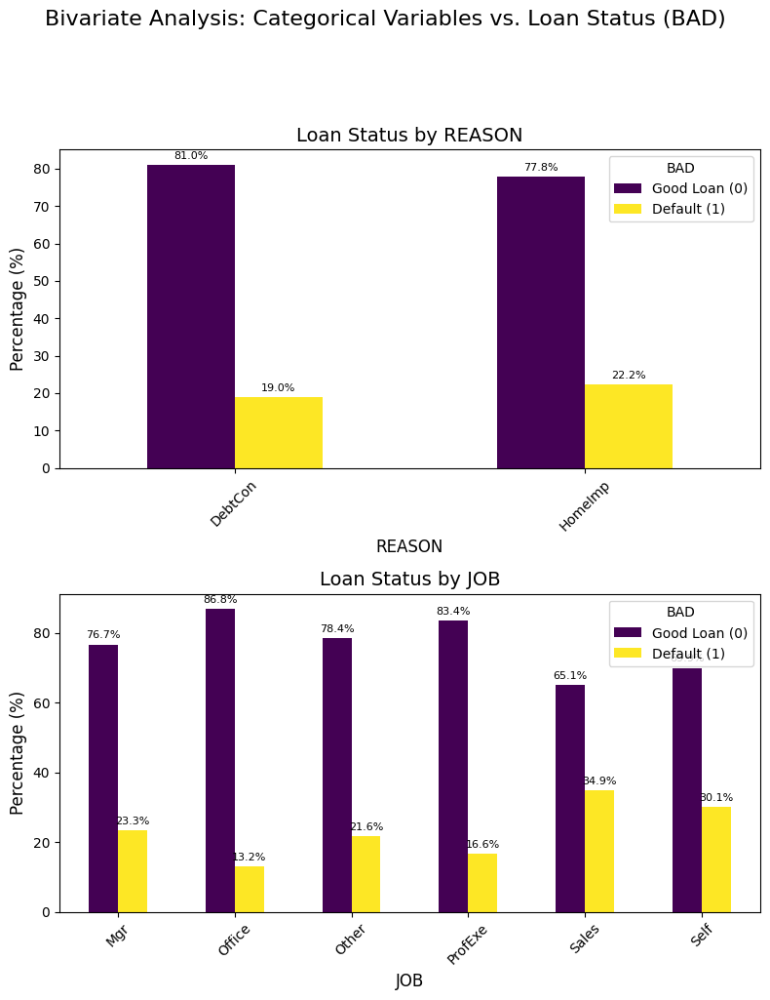 Bivariate Analysis: Categorical Variables vs. Loan Status (BAD)
Loan Status by REASON
Percentage (%)
80
70
60
50
40
30
20
10
0
81.0%
19.0%
77.8%
22.2%
BAD
Good Loan (0)
Default (1)
DebtCon
HomeImp
REASON
Loan Status by JOB
Percentage (%)
80
60
40
20
0
76.7%
23.3%
86.8%
13.2%
78.4%
21.6%
83.4%
16.6%
65.1%
34.9%
30.1%
BAD
Good Loan (0)
Default (1)
Mgr
Office
Other
ProfExe
Sales
Self
JOB